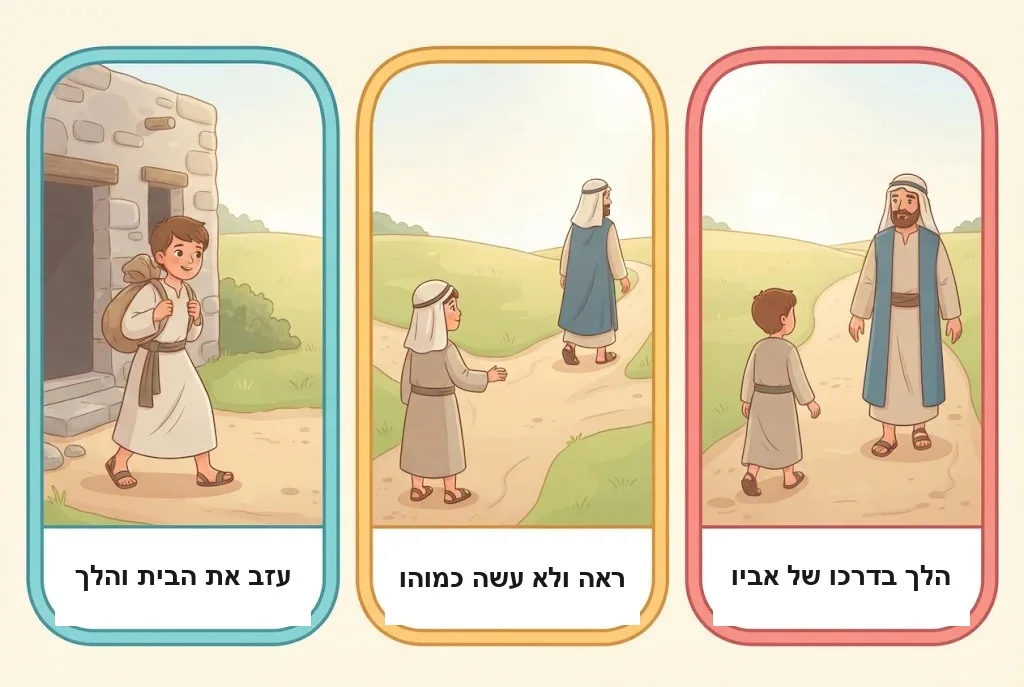 הלך בדרכו של אביו
ראה ולא עשה כמוהו
עזב את הבית והלך